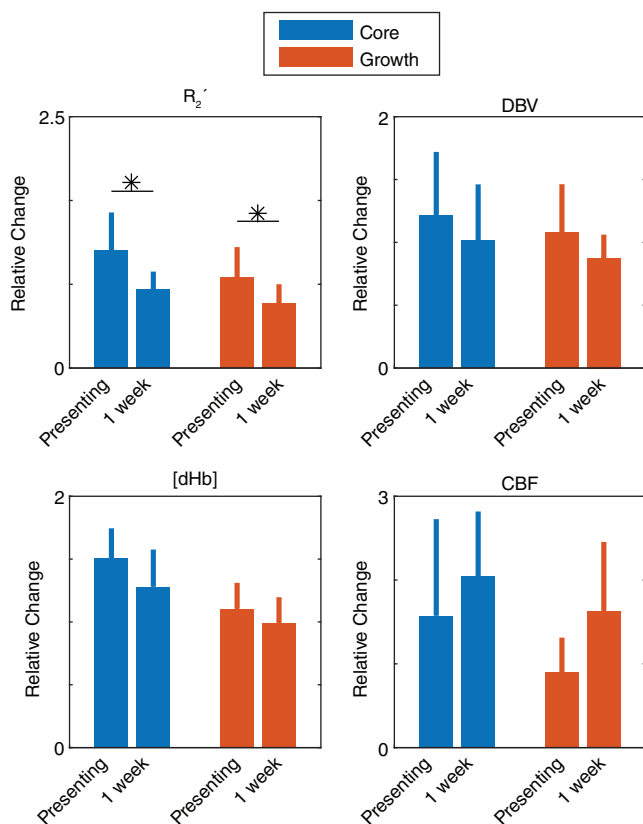 Core
Growth
R2´
2.5
Relative Change
0
Presenting
1 week
Presenting
1 week
DBV
2
Relative Change
0
Presenting
1 week
Presenting
1 week
[dHb]
2
Relative Change
0
Presenting
1 week
Presenting
1 week
CBF
3
Relative Change
0
Presenting
1 week
Presenting
1 week